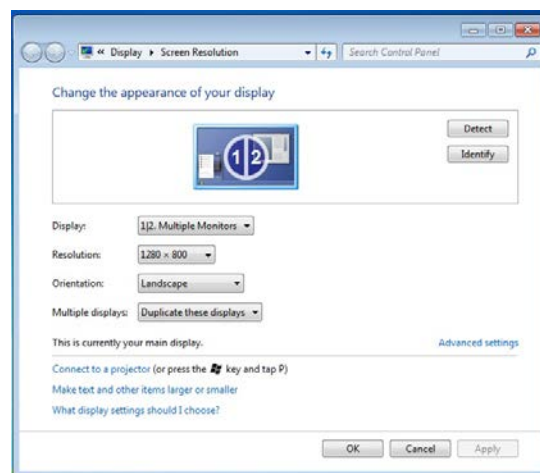 « Display ▸ Screen Resolution
Search Control Panel
Change the appearance of your display
1|2
Detect
Identify
Display: 1|2. Multiple Monitors
Resolution: 1280 × 800
Orientation: Landscape
Multiple displays: Duplicate these displays
This is currently your main display.
Advanced settings
Connect to a projector (or press the key and tap P)
Make text and other items larger or smaller
What display settings should I choose?
OK Cancel Apply